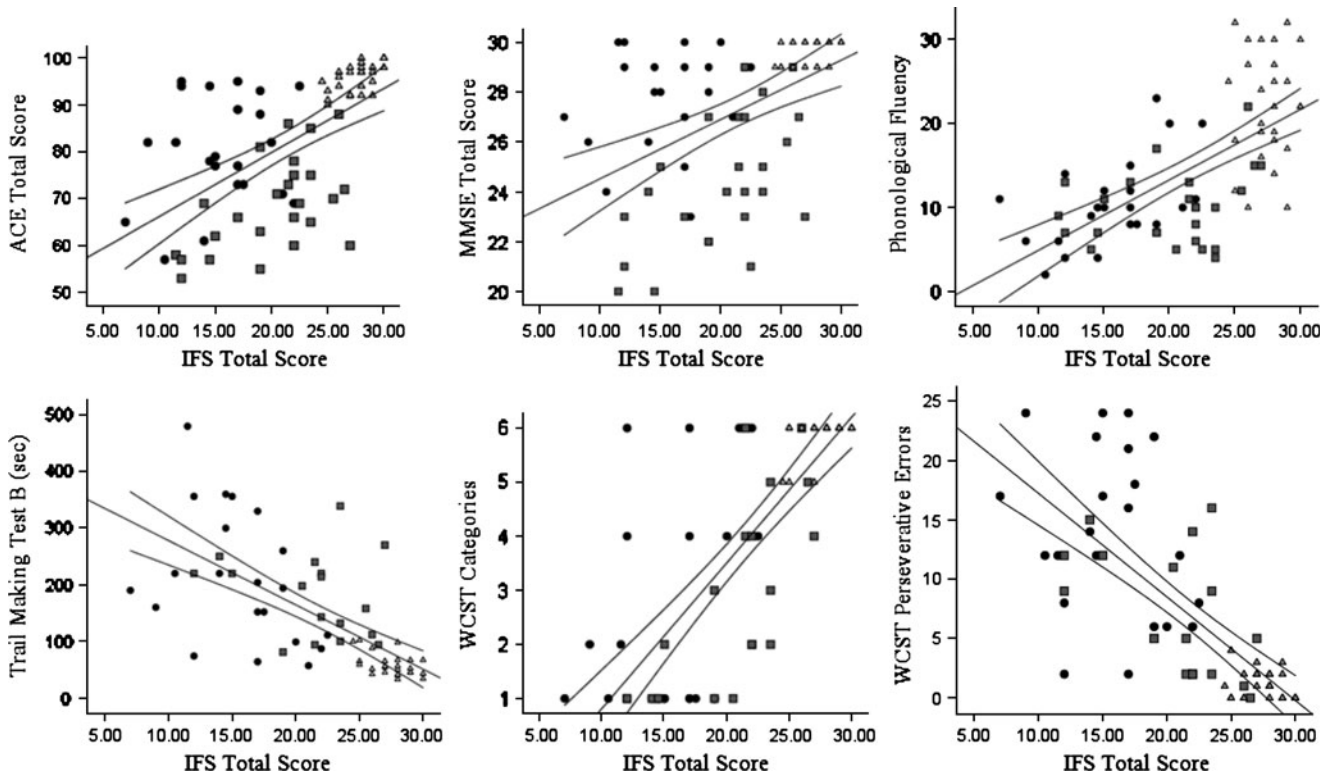 ACE Total Score
100
90
80
70
60
50
5.00 10.00 15.00 20.00 25.00 30.00
IFS Total Score
MMSE Total Score
30
28
26
24
22
20
5.00 10.00 15.00 20.00 25.00 30.00
IFS Total Score
Phonological Fluency
30
20
10
0
5.00 10.00 15.00 20.00 25.00 30.00
IFS Total Score
Trail Making Test B (sec)
500
400
300
200
100
0
5.00 10.00 15.00 20.00 25.00 30.00
IFS Total Score
WCST Categories
6
5
4
3
2
1
5.00 10.00 15.00 20.00 25.00 30.00
IFS Total Score
WCST Perseverative Errors
25
20
15
10
5
0
5.00 10.00 15.00 20.00 25.00 30.00
IFS Total Score